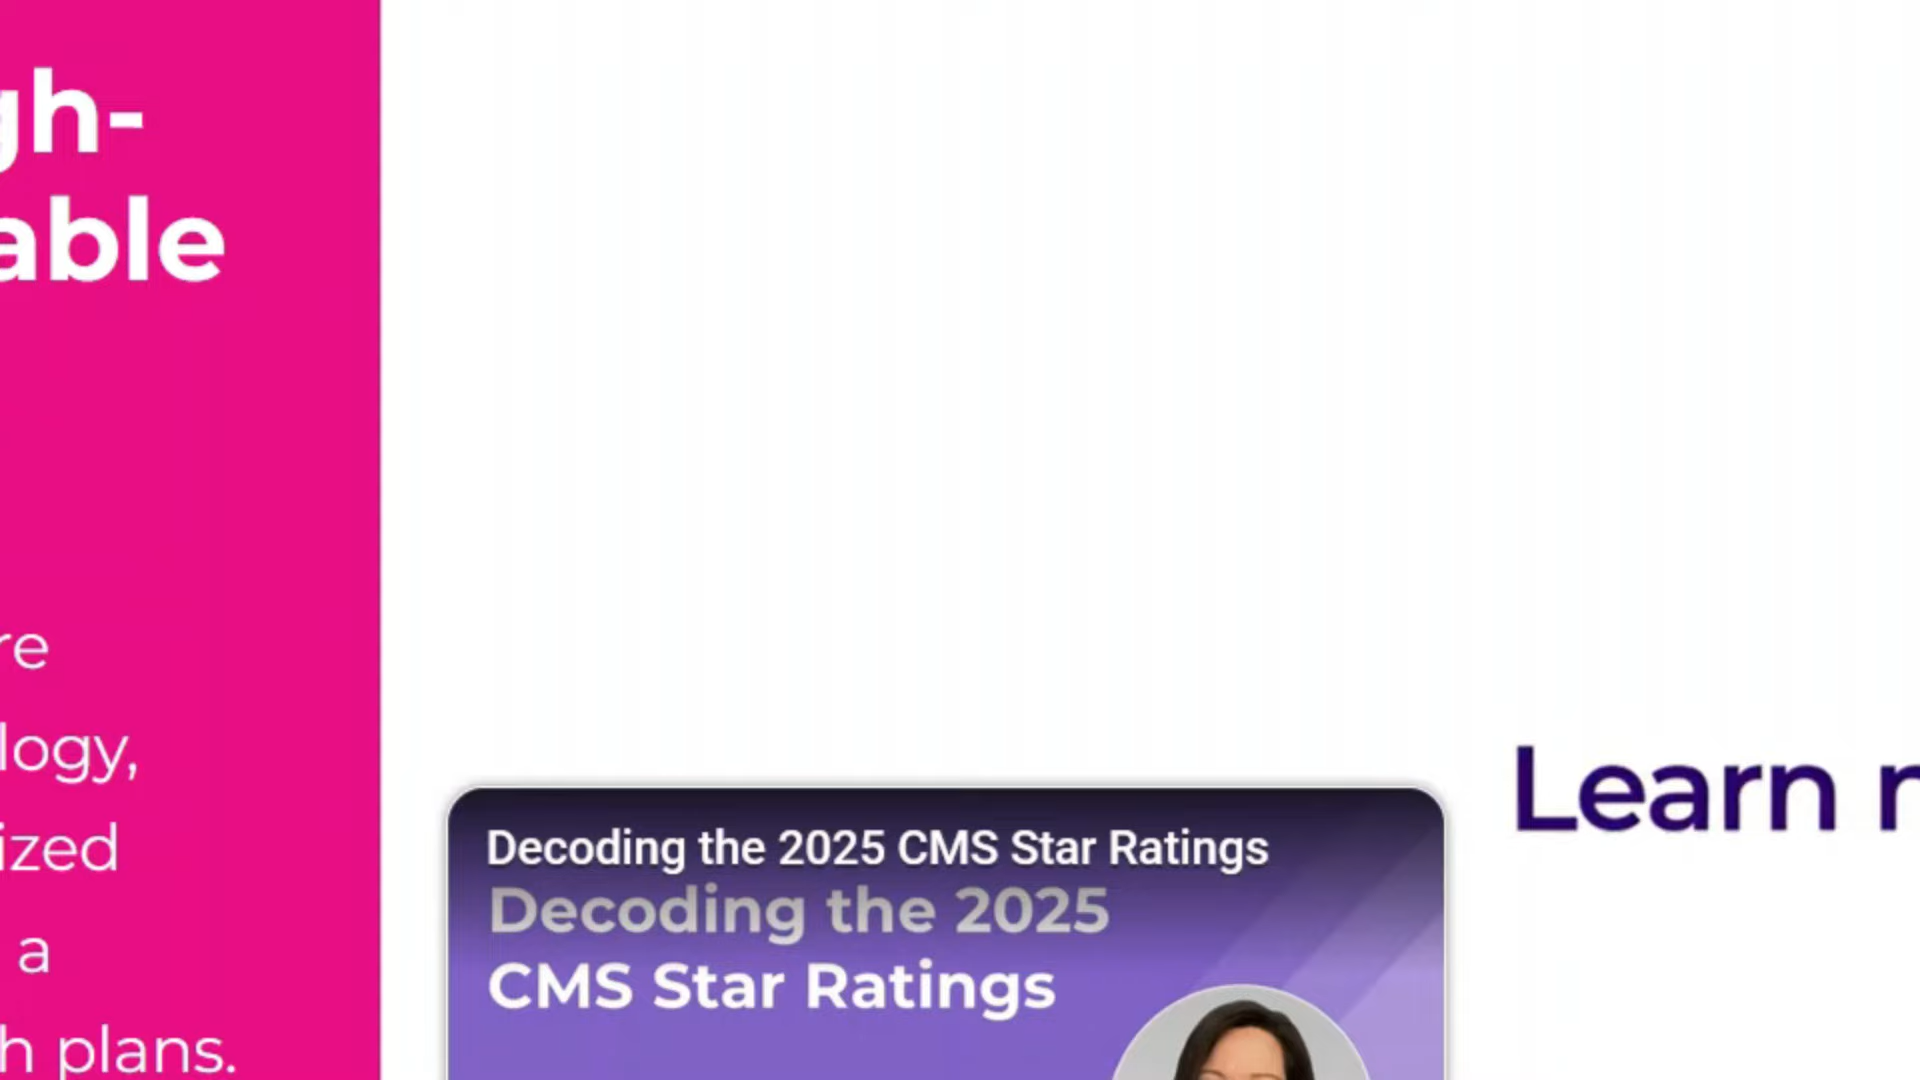 gh-
able
re
logy,
ized
a
h plans.
Decoding the 2025 CMS Star Ratings
Decoding the 2025
CMS Star Ratings
Learn